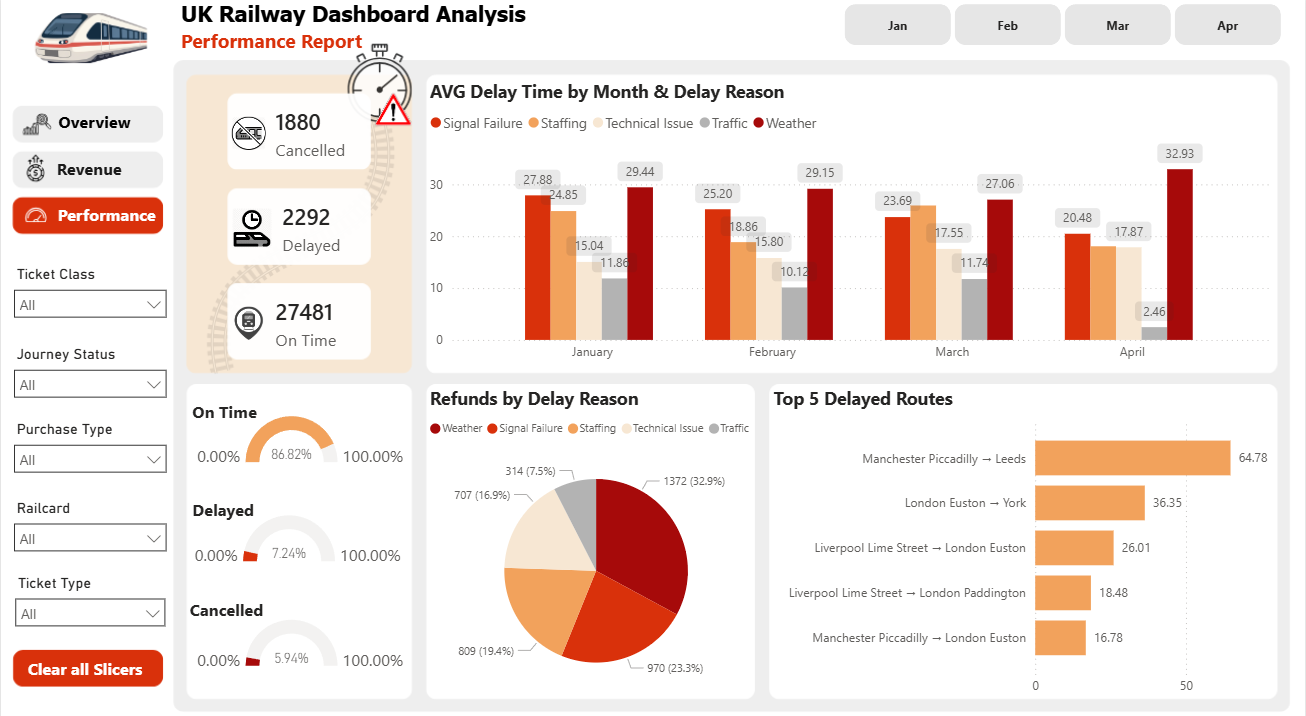 UK Railway Dashboard Analysis
Performance Report
Jan
Feb
Mar
Apr
Overview
Revenue
Performance
Ticket Class
All
Journey Status
All
Purchase Type
All
Railcard
All
Ticket Type
All
Clear all Slicers
1880
Cancelled
2292
Delayed
27481
On Time
AVG Delay Time by Month & Delay Reason
Signal Failure Staffing Technical Issue Traffic Weather
30
20
10
0
27.88
24.85
15.04
11.86
29.44
25.20
18.86
15.80
10.12
29.15
23.69
17.55
11.74
27.06
20.48
17.87
2.46
32.93
January
February
March
April
On Time
0.00%
86.82%
100.00%
Delayed
0.00%
7.24%
100.00%
Cancelled
0.00%
5.94%
100.00%
Refunds by Delay Reason
Weather Signal Failure Staffing Technical Issue Traffic
314 (7.5%)
1372 (32.9%)
707 (16.9%)
809 (19.4%)
970 (23.3%)
Top 5 Delayed Routes
Manchester Piccadilly → Leeds
64.78
London Euston → York
36.35
Liverpool Lime Street → London Euston
26.01
Liverpool Lime Street → London Paddington
18.48
Manchester Piccadilly → London Euston
16.78
0
50